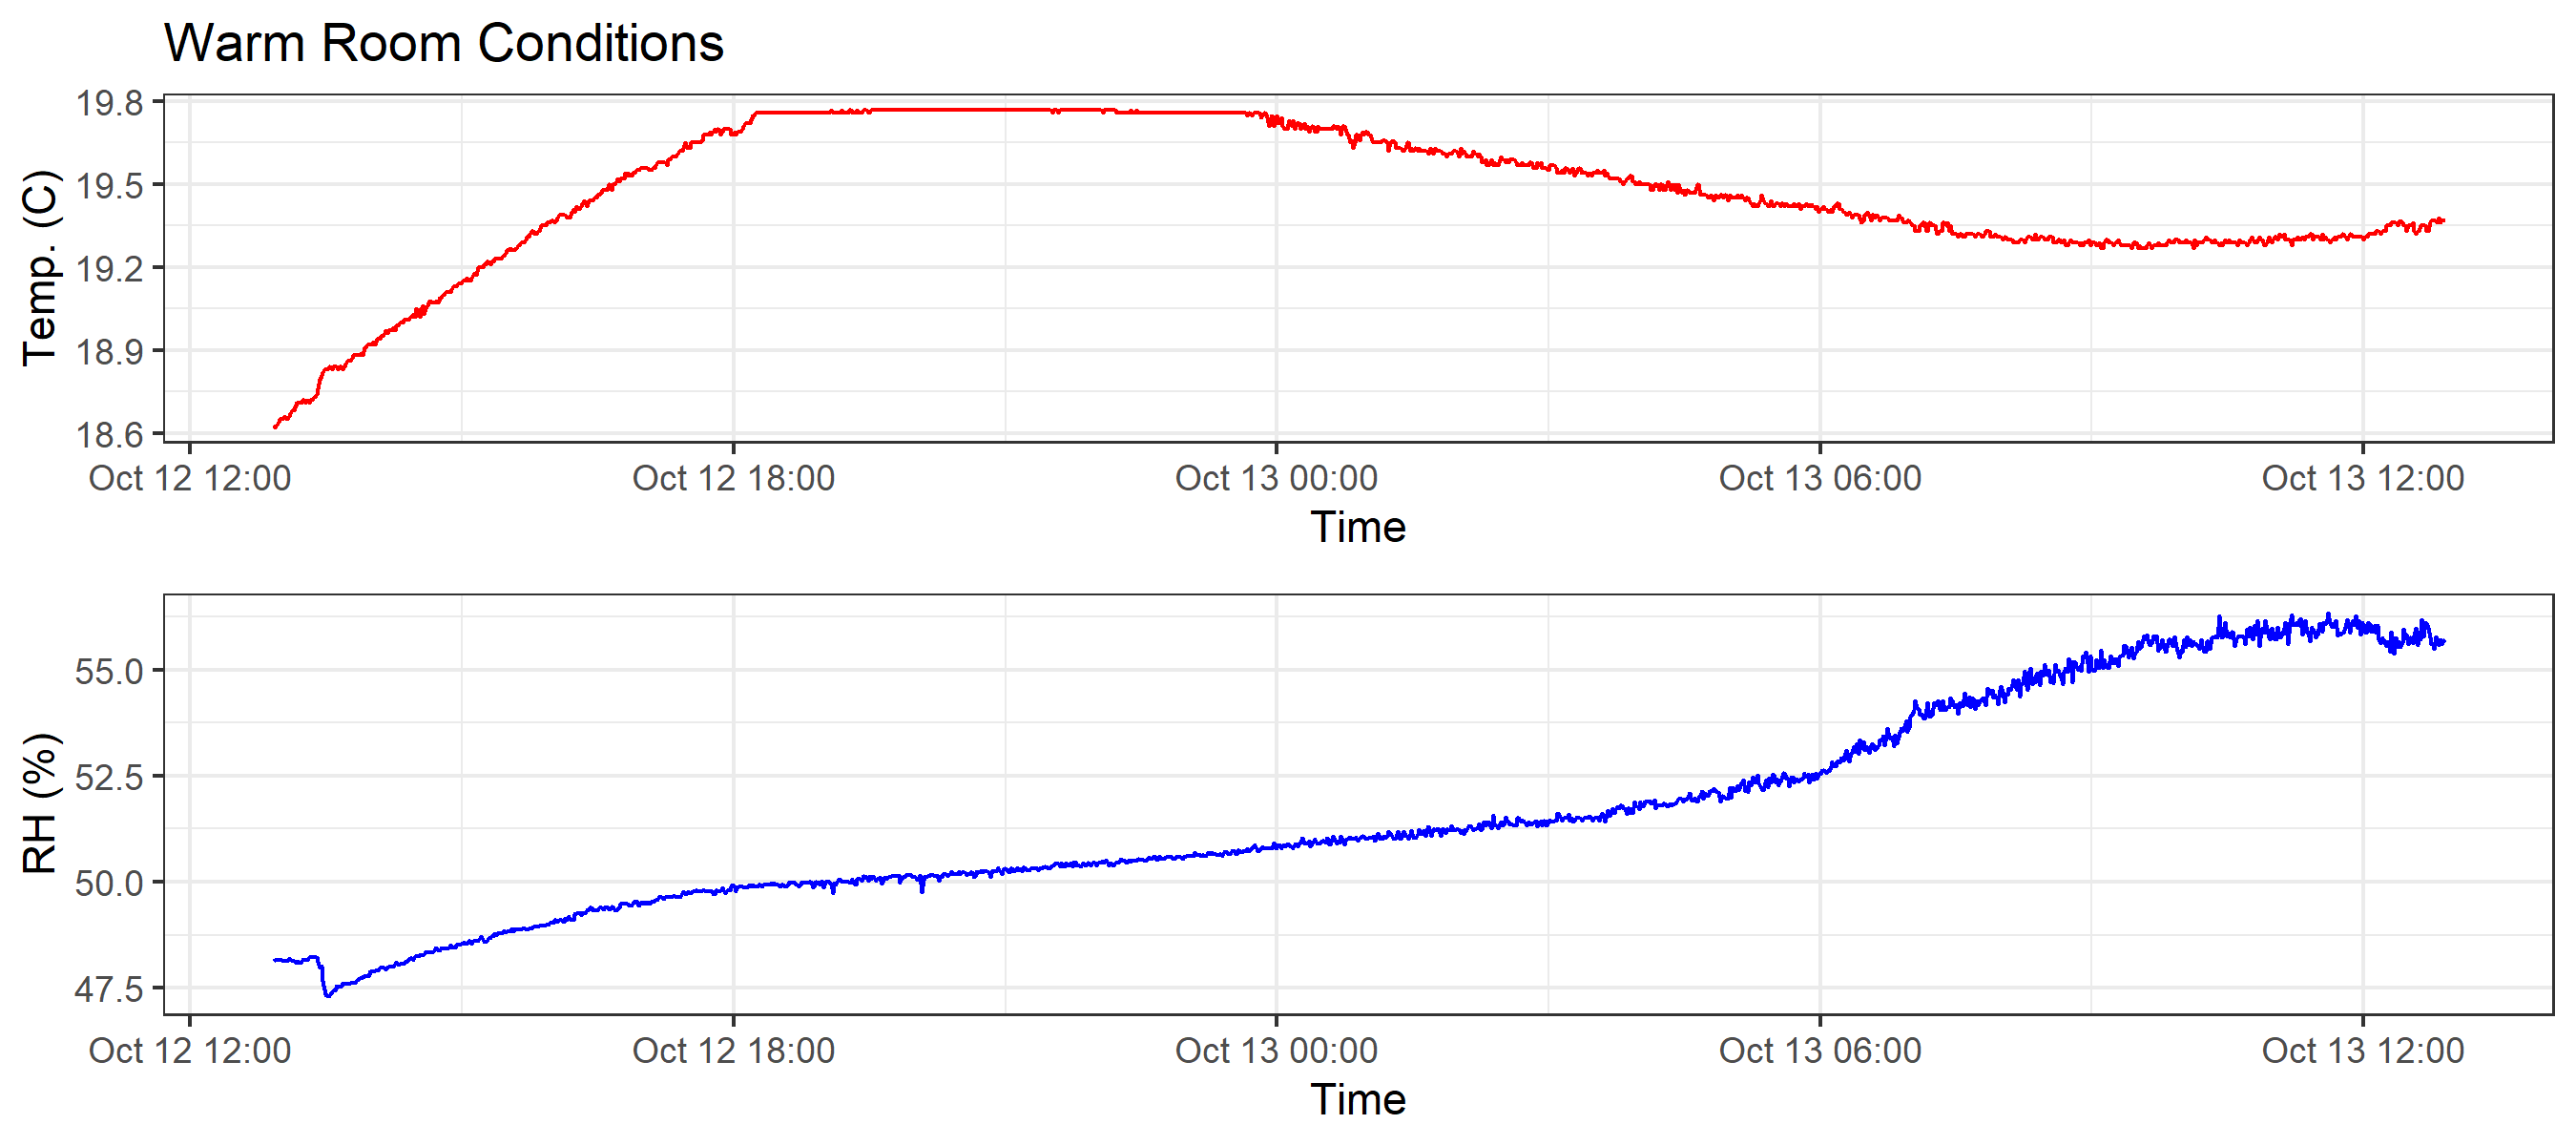 Warm Room Conditions
19.8
19.5
19.2
18.9
18.6
Temp. (C)
Oct 12 12:00 Oct 12 18:00 Oct 13 00:00 Oct 13 06:00 Oct 13 12:00
Time
55.0
52.5
50.0
47.5
RH (%)
Oct 12 12:00 Oct 12 18:00 Oct 13 00:00 Oct 13 06:00 Oct 13 12:00
Time